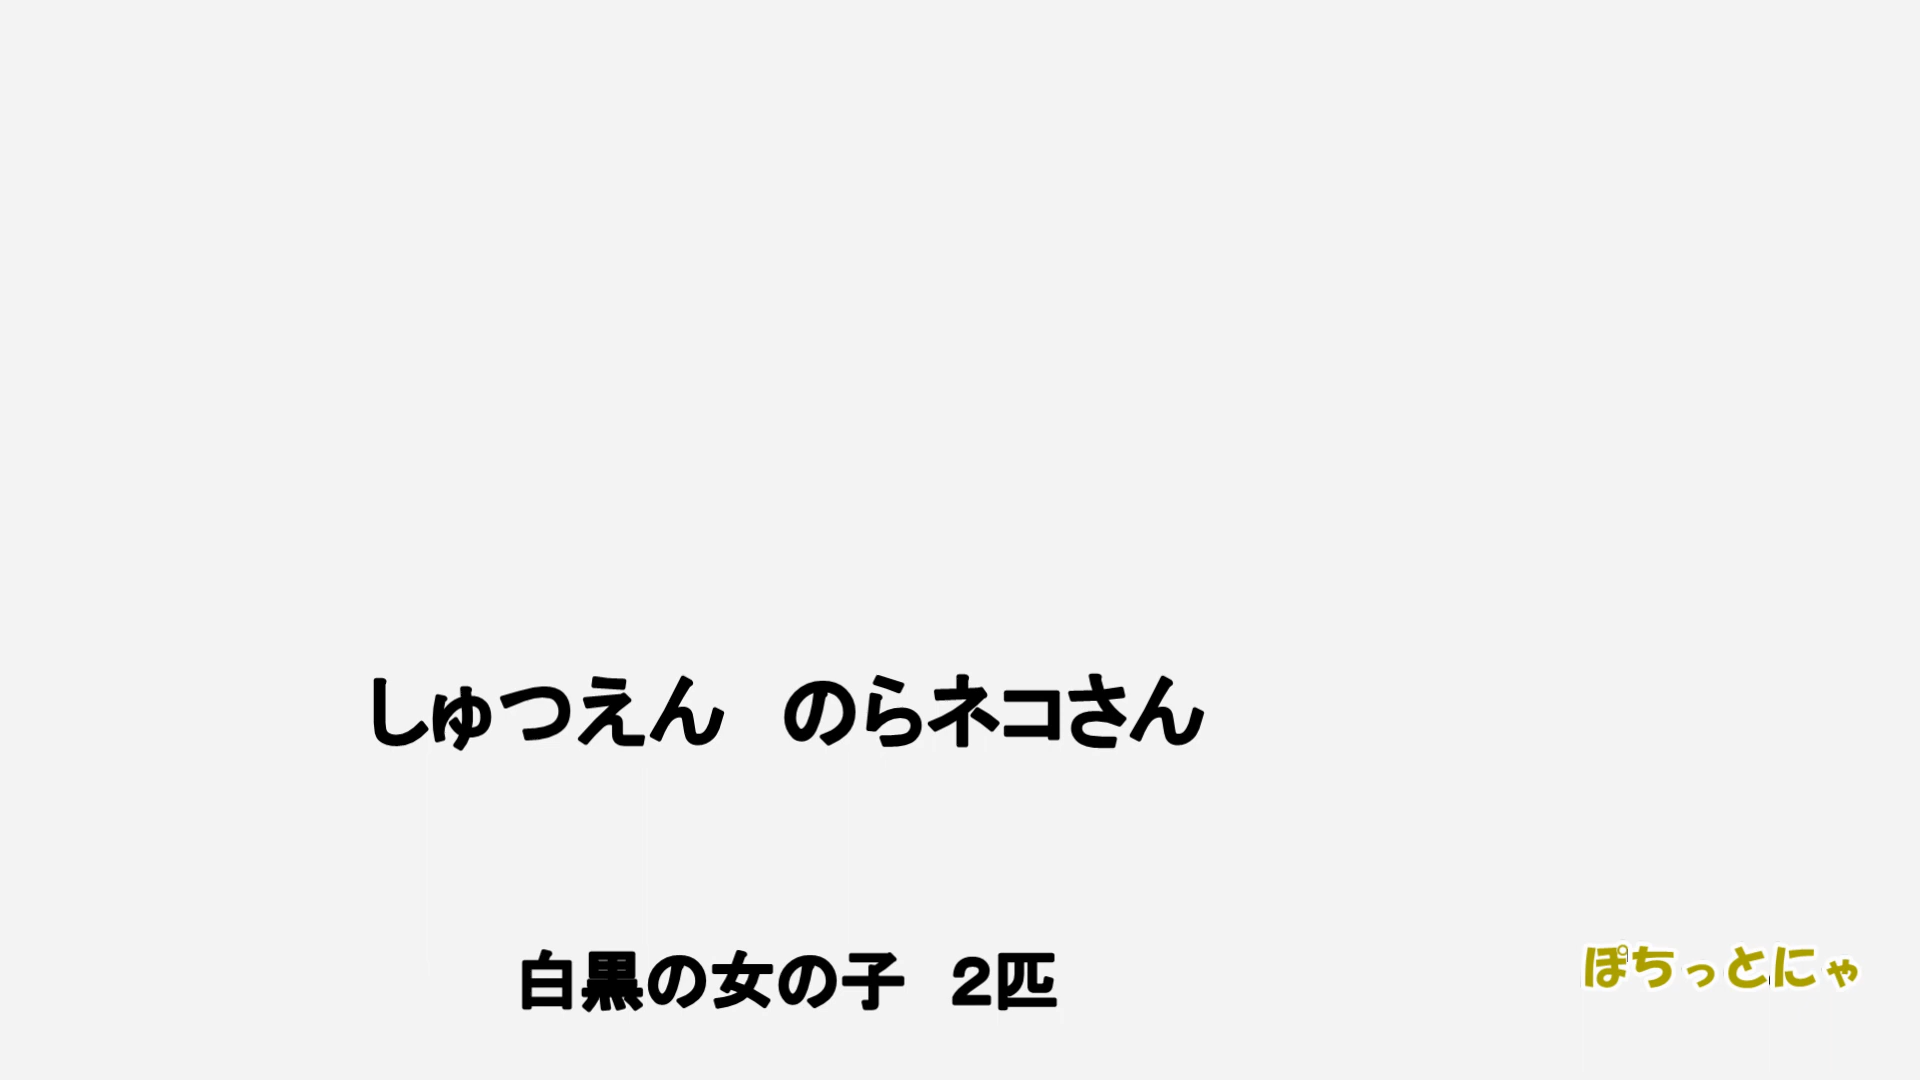 しゅつえん　のらネコさん
白黒の女の子　２匹
ぽちっとにゃ